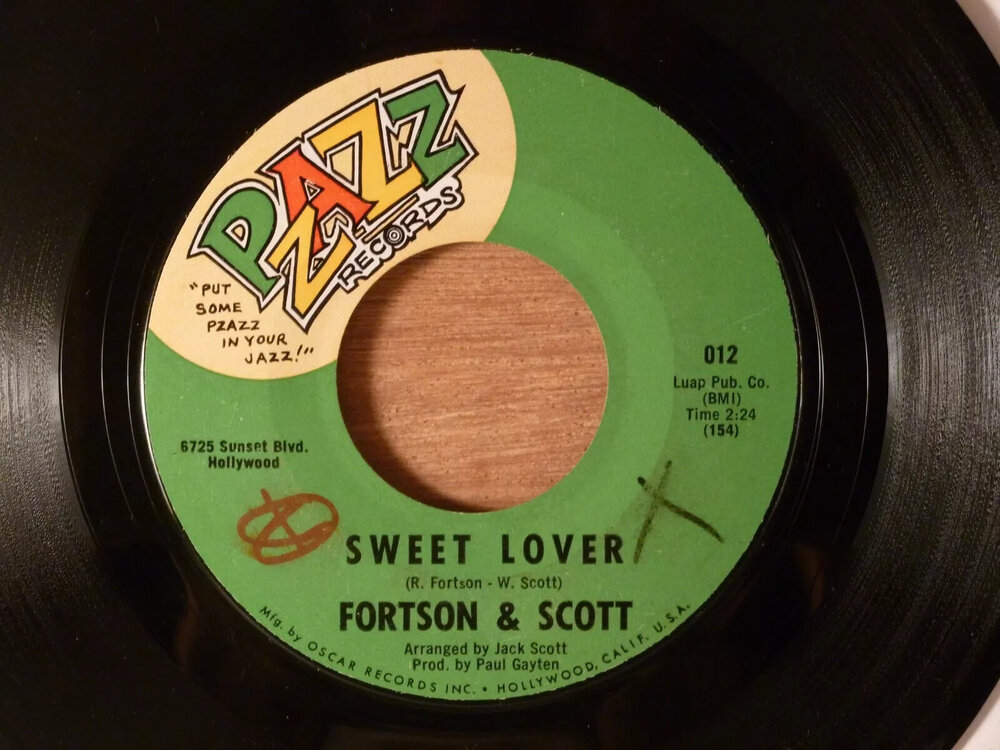 PZAZZ
RECORDS
"PUT
SOME
PZAZZ
IN YOUR
JAZZ!"
012
Luap Pub. Co.
(BMI)
Time 2:24
(154)
6725 Sunset Blvd.
Hollywood
SWEET LOVER
(R. Fortson - W. Scott)
FORTSON & SCOTT
Arranged by Jack Scott
Prod. by Paul Gayten
Mfg. by OSCAR RECORDS INC. • HOLLYWOOD, CALIF. U.S.A.